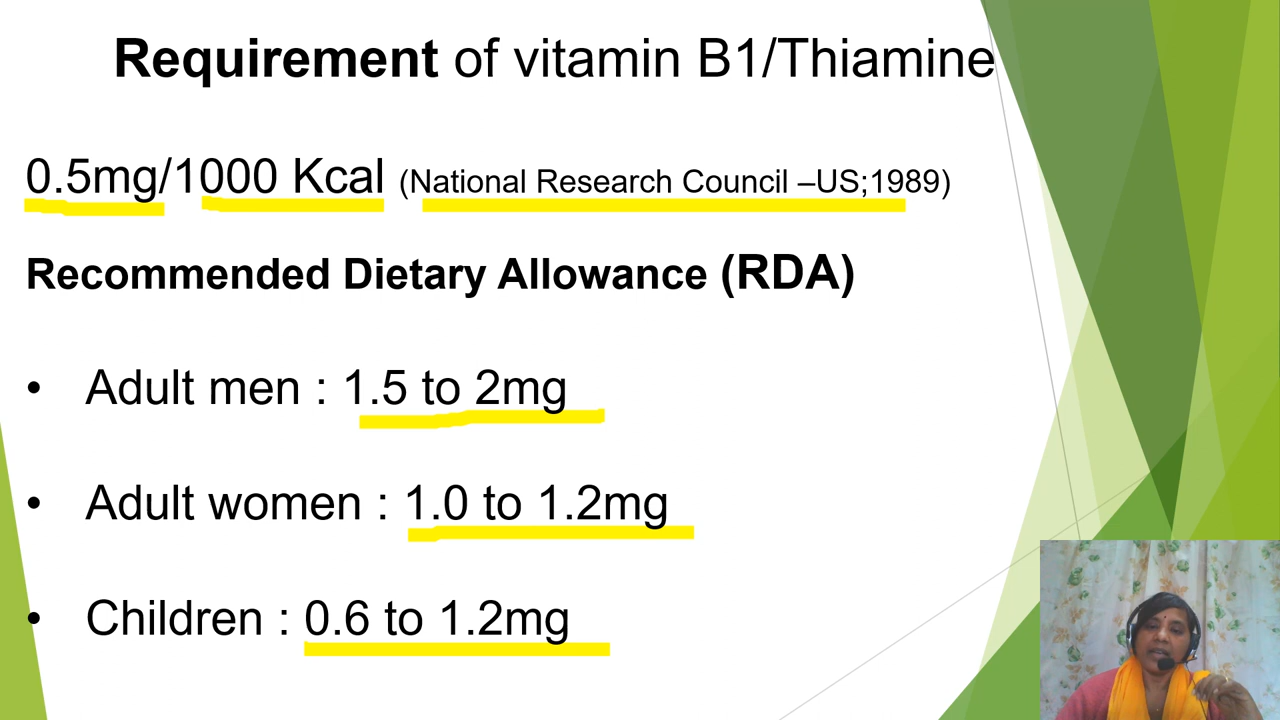 Requirement of vitamin B1/Thiamine
0.5mg/1000 Kcal (National Research Council –US;1989)
Recommended Dietary Allowance (RDA)
• Adult men : 1.5 to 2mg
• Adult women : 1.0 to 1.2mg
• Children : 0.6 to 1.2mg